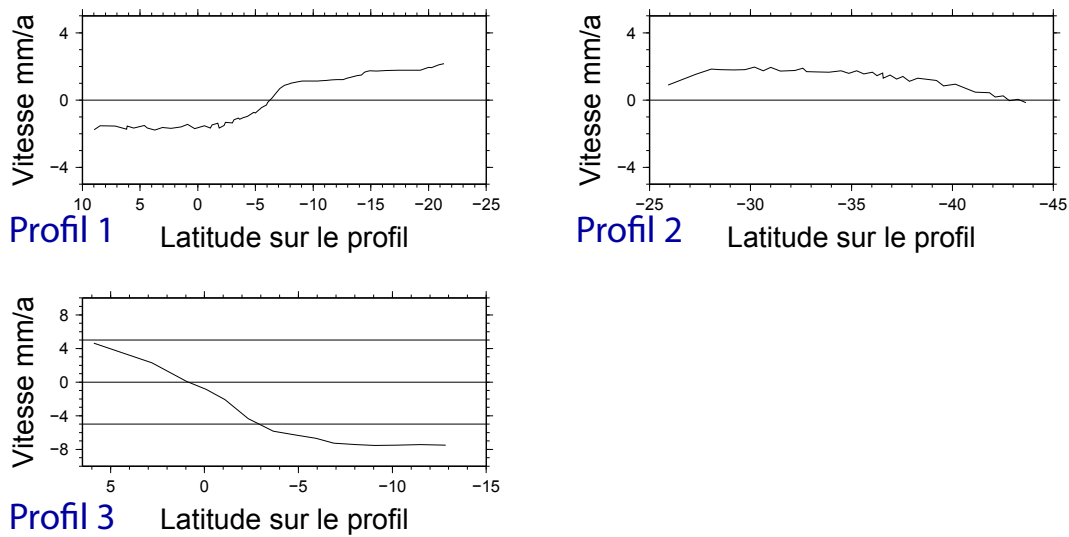 Vitesse mm/a
4
0
−4
10 5 0 −5 −10 −15 −20 −25
Profil 1 Latitude sur le profil
Vitesse mm/a
4
0
−4
−25 −30 −35 −40 −45
Profil 2 Latitude sur le profil
Vitesse mm/a
8
4
0
−4
−8
5 0 −5 −10 −15
Profil 3 Latitude sur le profil